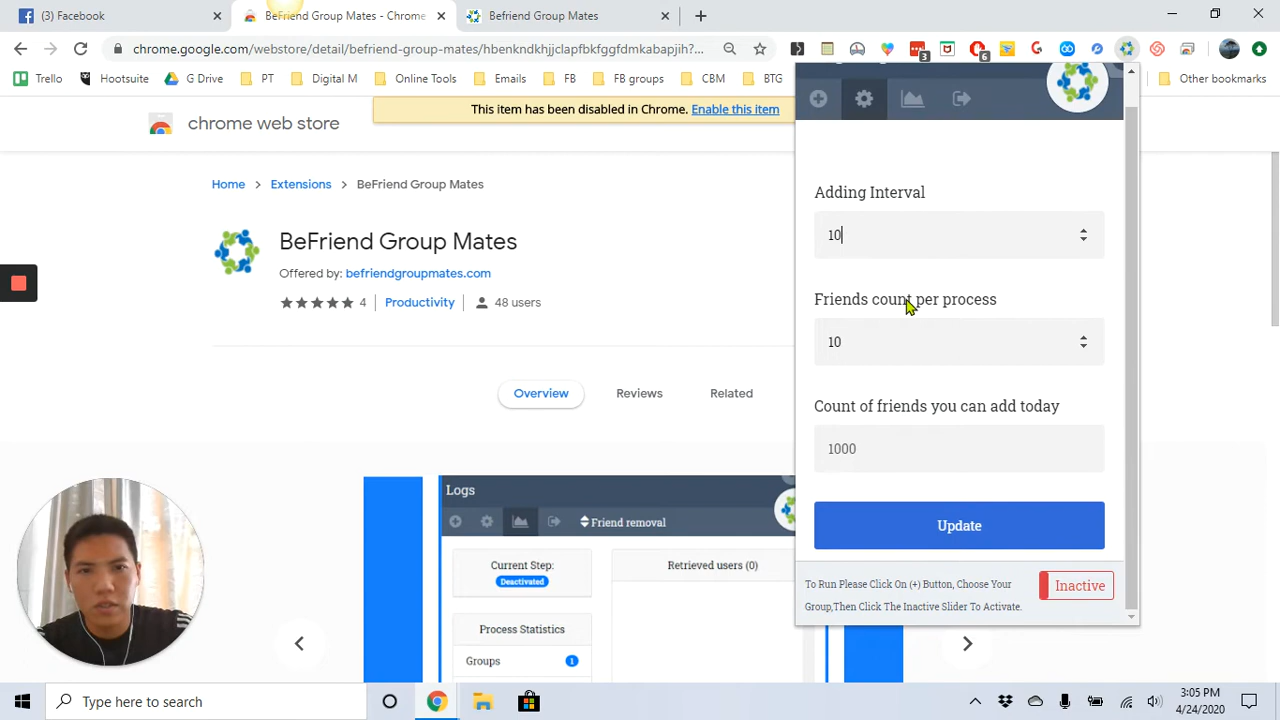 (3) Facebook
BeFriend Group Mates - Chrome
Befriend Group Mates
chrome.google.com/webstore/detail/befriend-group-mates/hbenkndkhjjclapfbkfggfdmkabapjih?...
3
6
Trello
Hootsuite
G Drive
PT
Digital M
Online Tools
Emails
FB
FB groups
CBM
BTG
Other bookmarks
This item has been disabled in Chrome. Enable this item
chrome web store
Home > Extensions > BeFriend Group Mates
BeFriend Group Mates
Offered by: befriendgroupmates.com
4 Productivity 48 users
Overview
Reviews
Related
Adding Interval
10
Friends count per process
10
Count of friends you can add today
1000
Update
To Run Please Click On (+) Button, Choose Your
Group,Then Click The Inactive Slider To Activate.
Inactive
Logs
Friend removal
Current Step:
Deactivated
Retrieved users (0)
Process Statistics
Groups 1
Type here to search
3:05 PM
4/24/2020